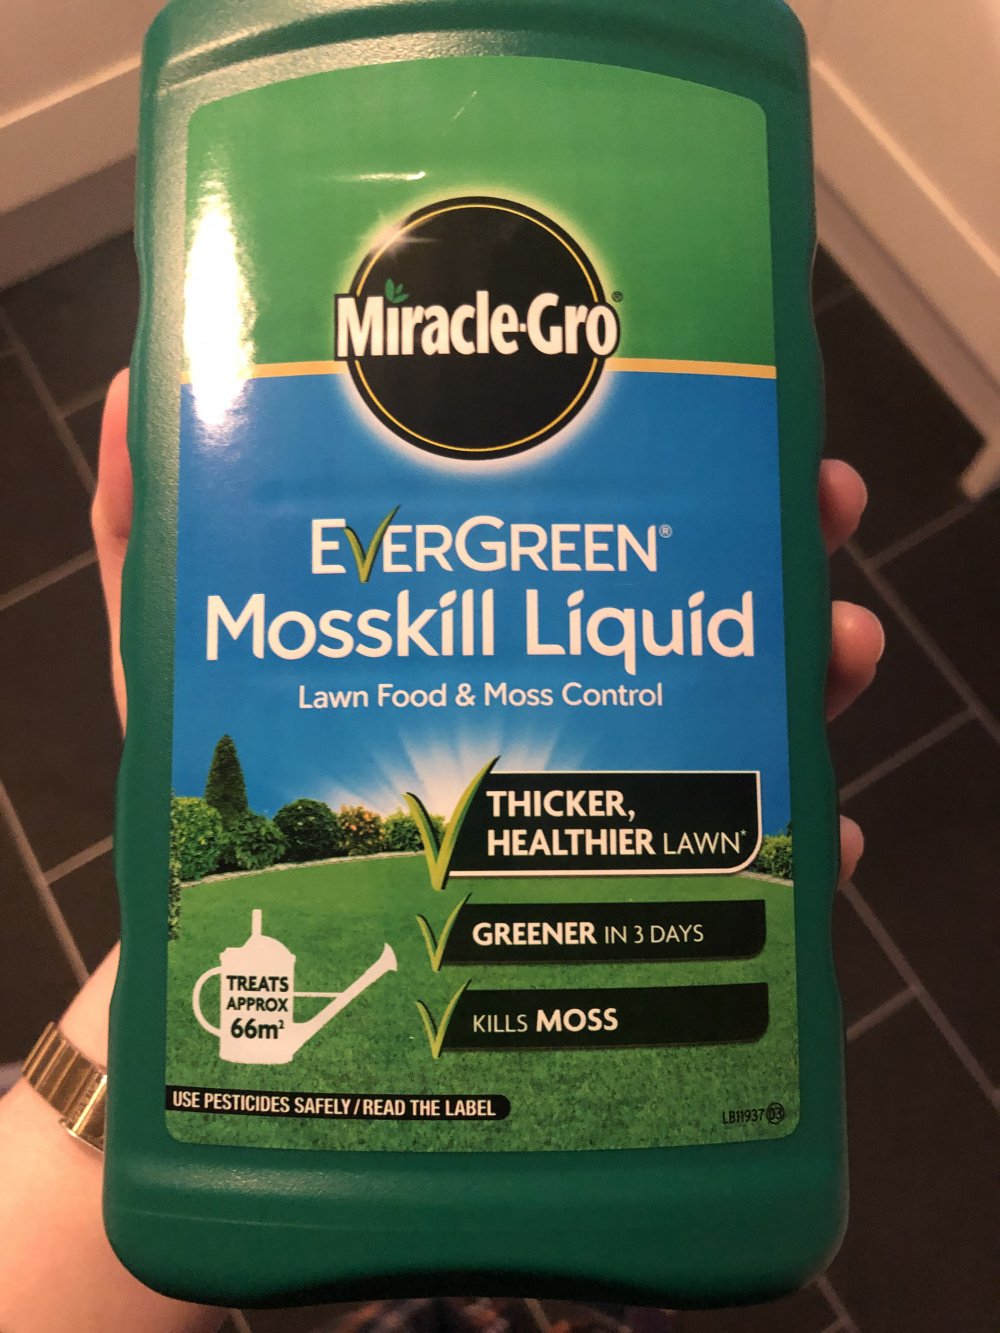 Miracle-Gro®
EVERGREEN®
Mosskill Liquid
Lawn Food & Moss Control
THICKER,
HEALTHIER LAWN*
GREENER IN 3 DAYS
KILLS MOSS
TREATS
APPROX
66m²
USE PESTICIDES SAFELY/READ THE LABEL
LB11937 D3